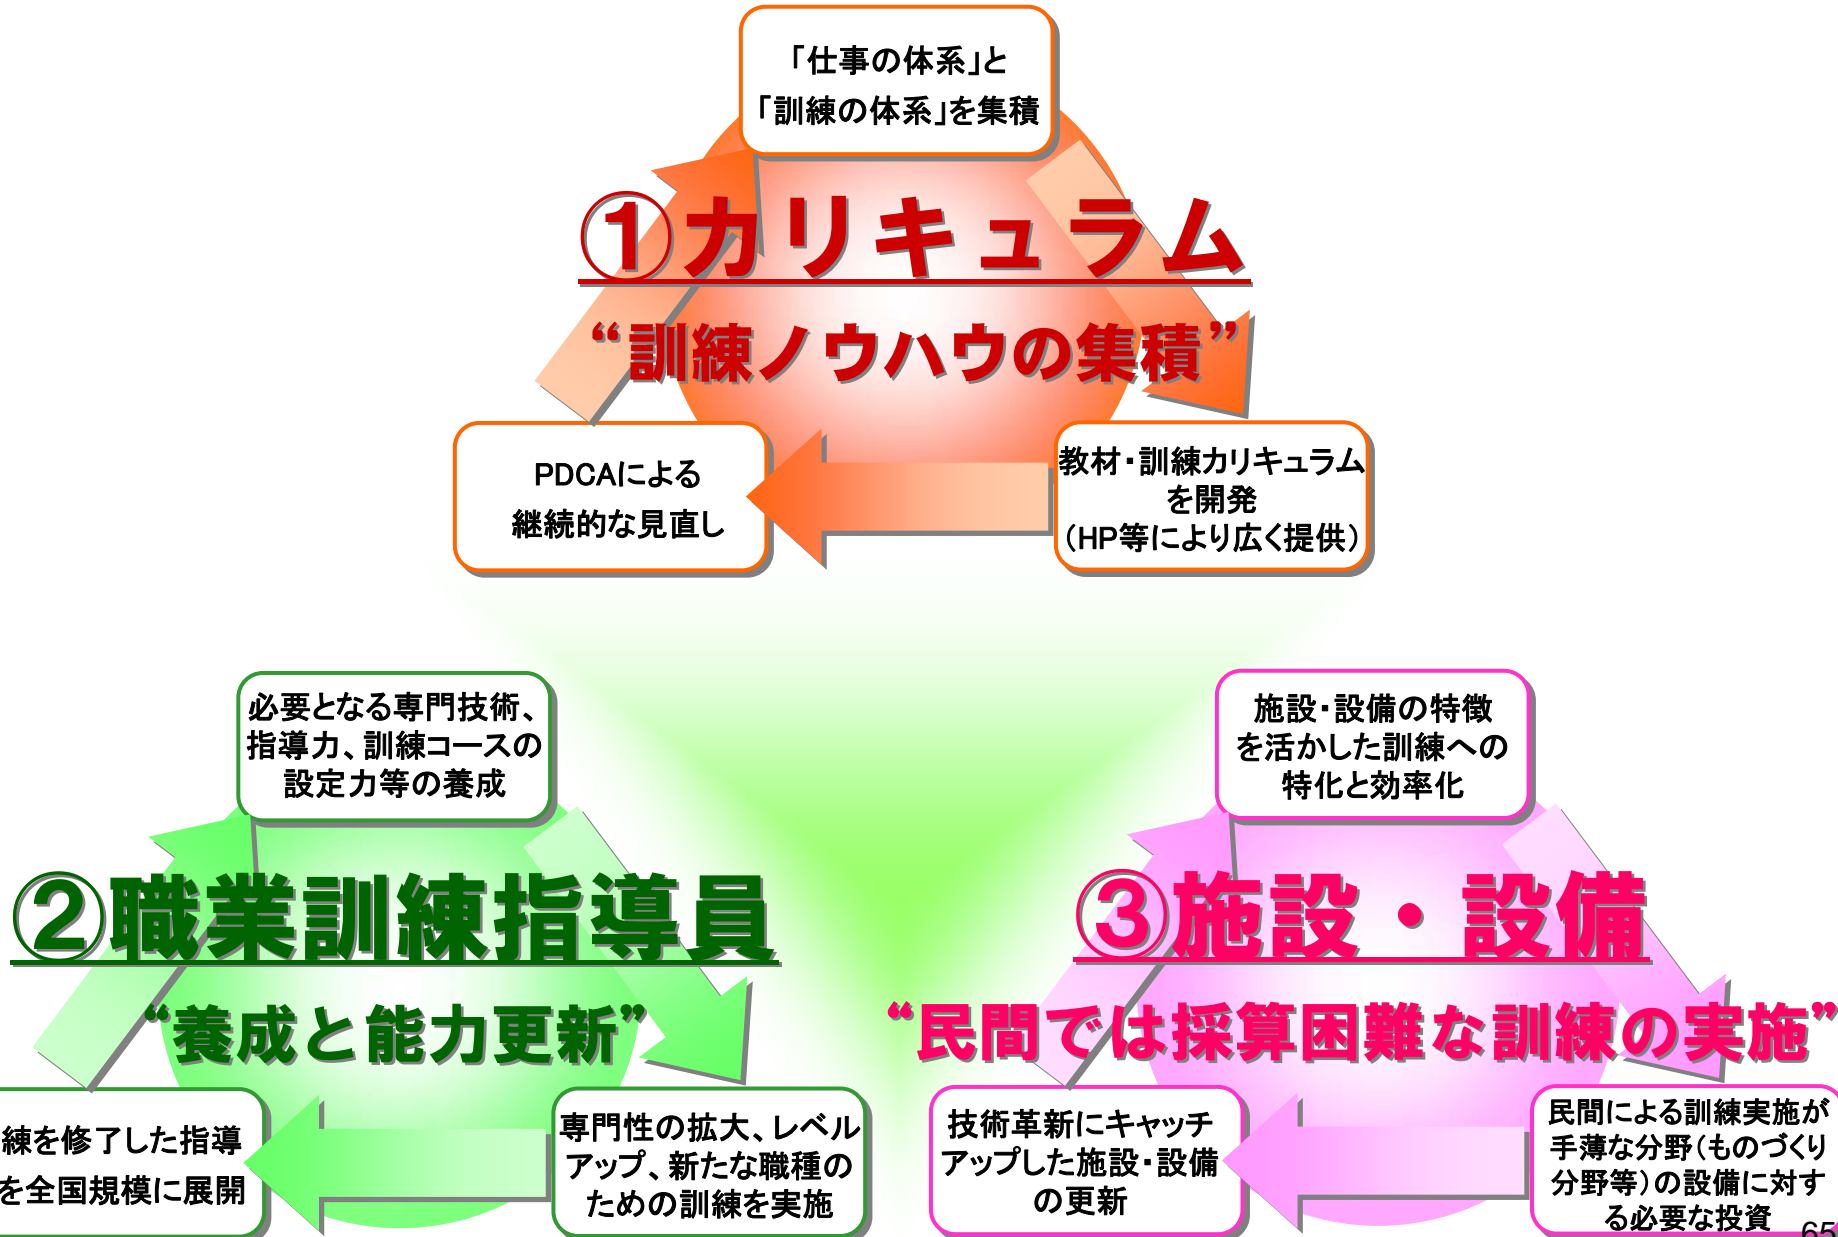 「仕事の体系」と
「訓練の体系」を集積
①カリキュラム
“訓練ノウハウの集積”
PDCAによる
継続的な見直し
教材・訓練カリキュラム
を開発
（HP等により広く提供）
必要となる専門技術、
指導力、訓練コースの
設定力等の養成
②職業訓練指導員
“養成と能力更新”
練を修了した指導
を全国規模に展開
専門性の拡大、レベル
アップ、新たな職種の
ための訓練を実施
施設・設備の特徴
を活かした訓練への
特化と効率化
③施設・設備
“民間では採算困難な訓練の実施”
技術革新にキャッチ
アップした施設・設備
の更新
民間による訓練実施が
手薄な分野（ものづくり
分野等）の設備に対す
る必要な投資
65